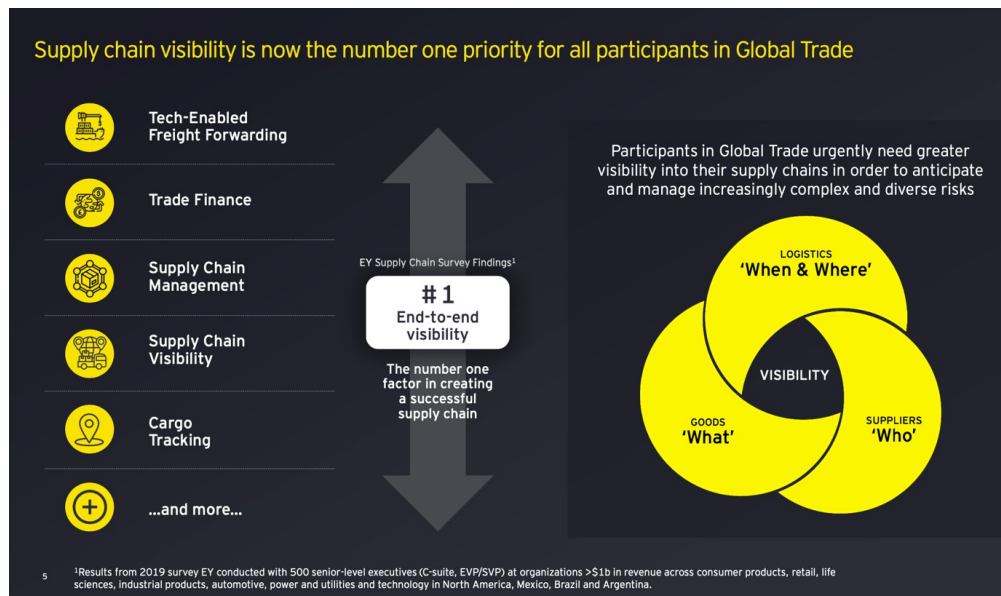 Supply chain visibility is now the number one priority for all participants in Global Trade
Tech-Enabled
Freight Forwarding
Trade Finance
Supply Chain
Management
Supply Chain
Visibility
Cargo
Tracking
...and more...
EY Supply Chain Survey Findings¹
#1
End-to-end
visibility
The number one
factor in creating
a successful
supply chain
Participants in Global Trade urgently need greater
visibility into their supply chains in order to anticipate
and manage increasingly complex and diverse risks
LOGISTICS
‘When & Where’
VISIBILITY
GOODS
‘What’
SUPPLIERS
‘Who’
5
¹Results from 2019 survey EY conducted with 500 senior-level executives (C-suite, EVP/SVP) at organizations >$1b in revenue across consumer products, retail, life
sciences, industrial products, automotive, power and utilities and technology in North America, Mexico, Brazil and Argentina.